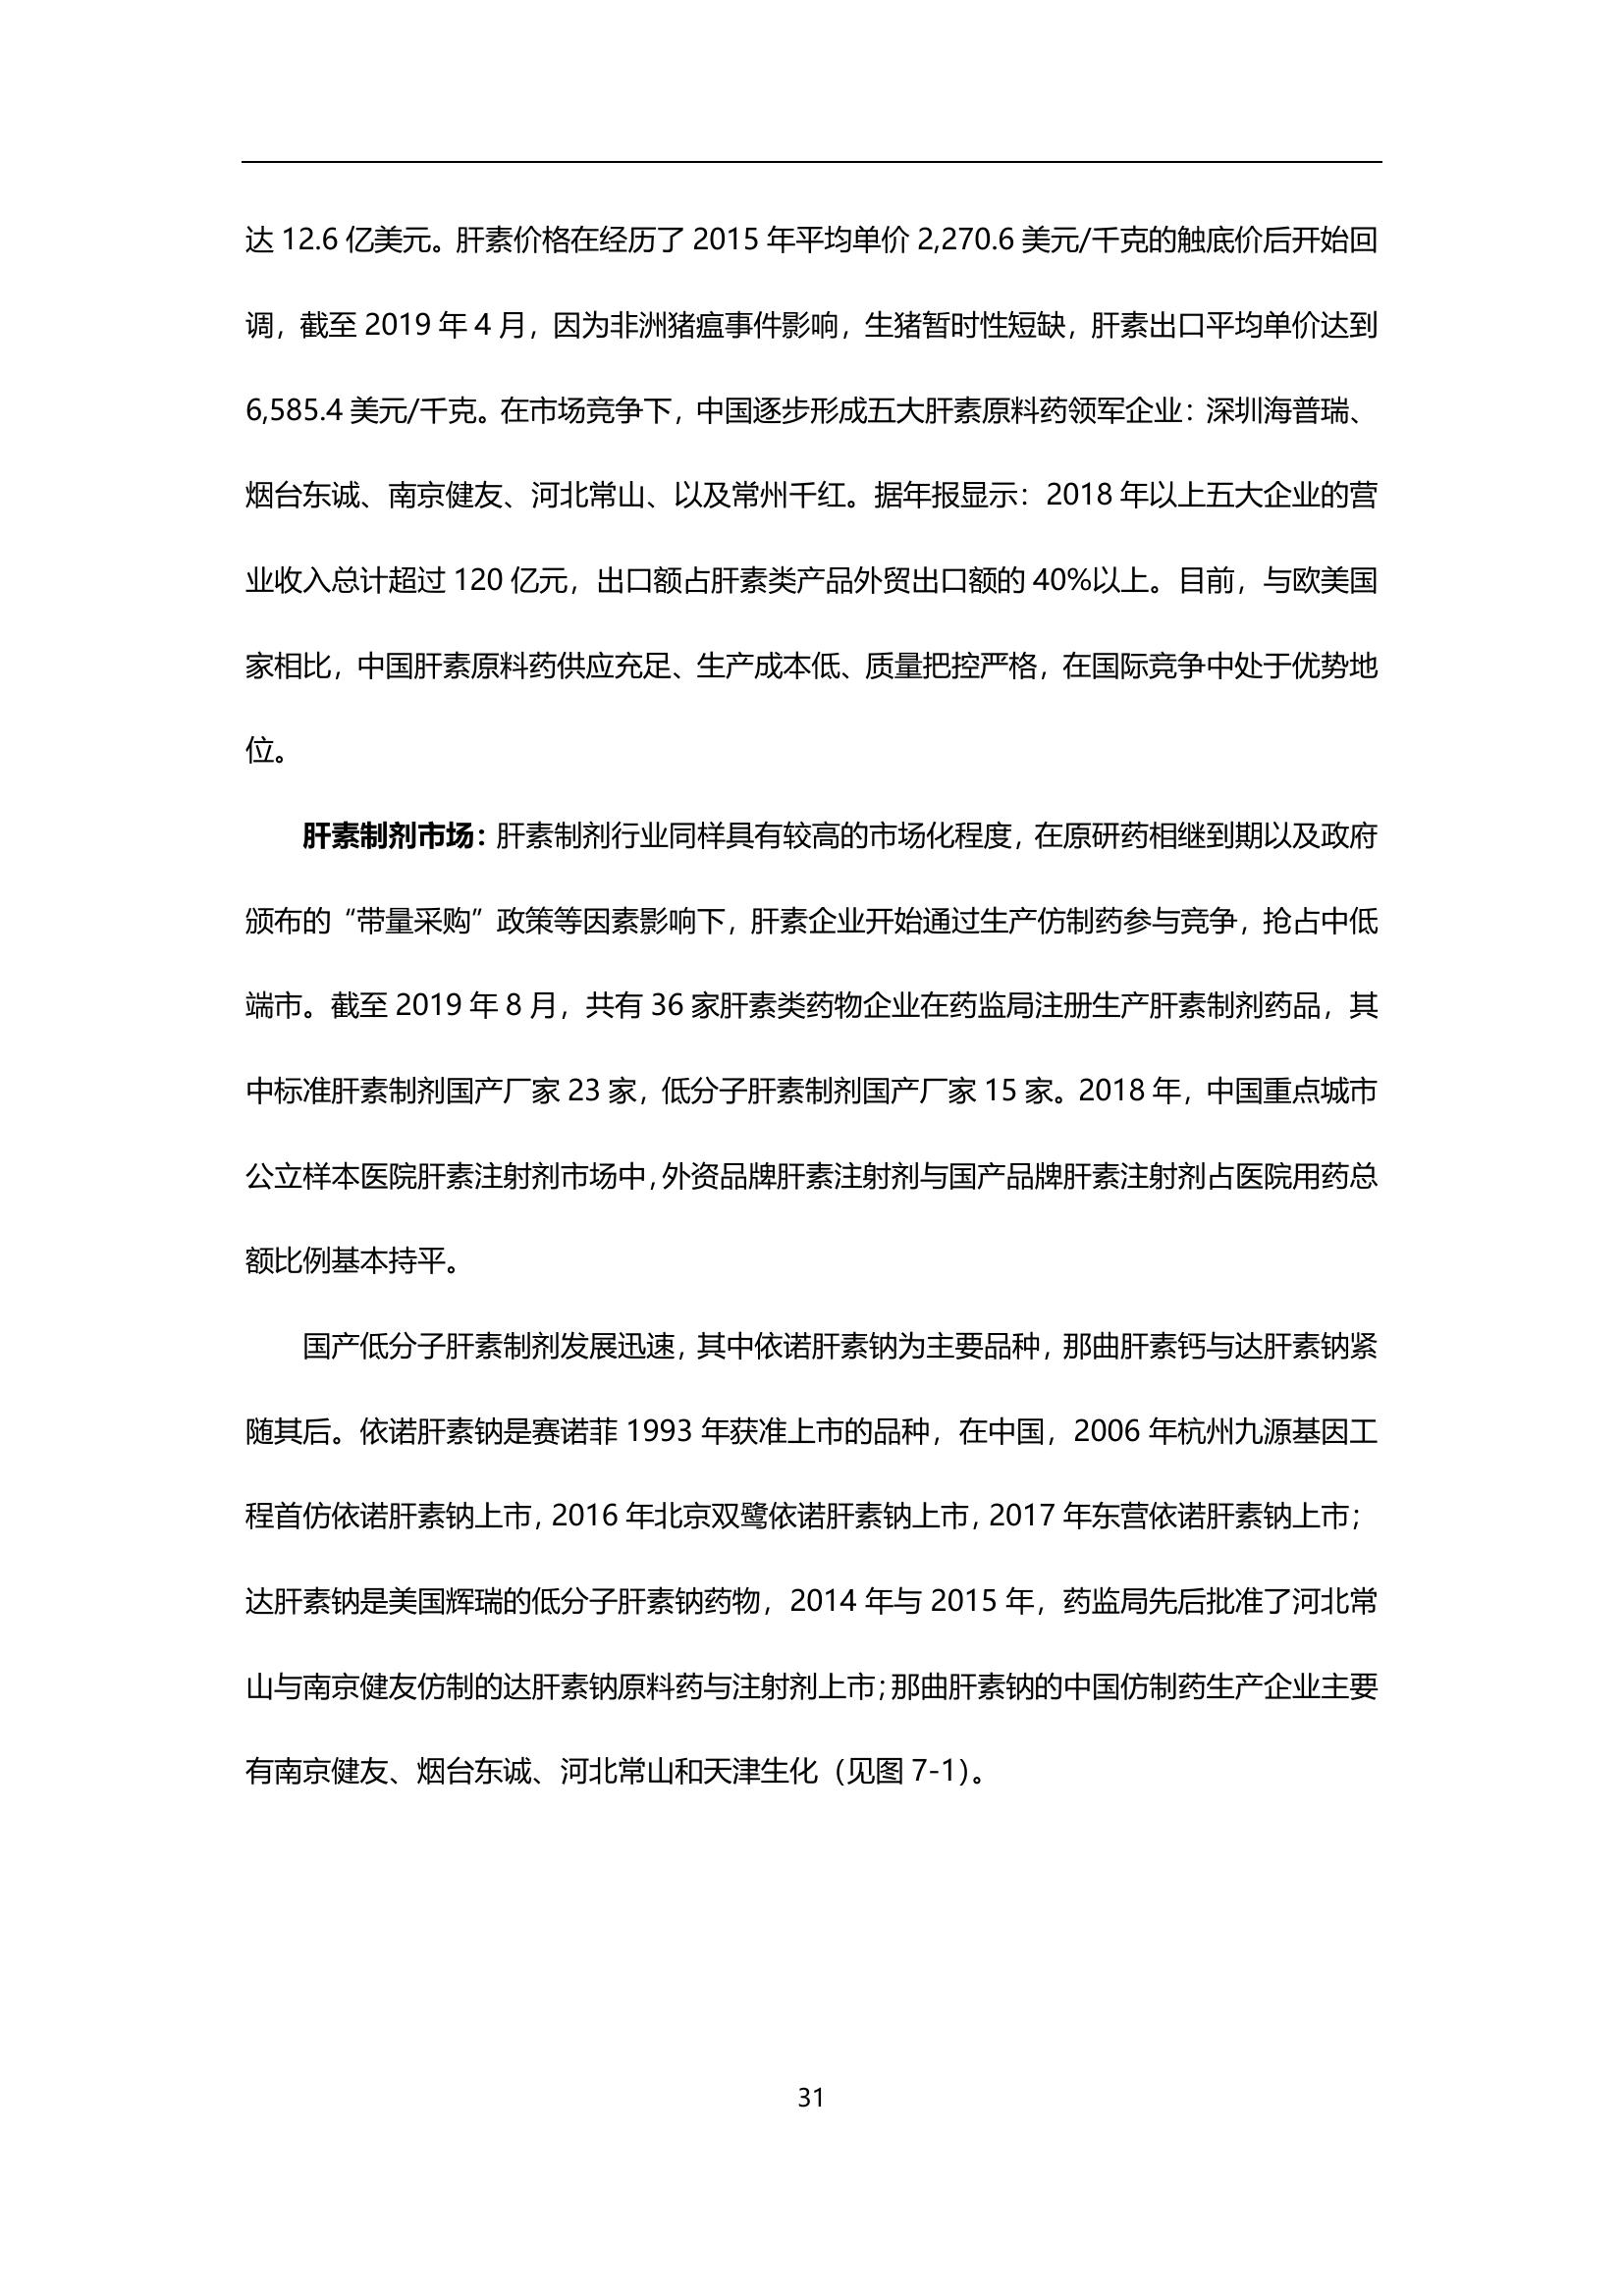 达 12.6 亿美元。肝素价格在经历了 2015 年平均单价 2,270.6 美元/千克的触底价后开始回
调，截至 2019 年 4 月，因为非洲猪瘟事件影响，生猪暂时性短缺，肝素出口平均单价达到
6,585.4 美元/千克。在市场竞争下，中国逐步形成五大肝素原料药领军企业：深圳海普瑞、
烟台东诚、南京健友、河北常山、以及常州千红。据年报显示：2018 年以上五大企业的营
业收入总计超过 120 亿元，出口额占肝素类产品外贸出口额的 40%以上。目前，与欧美国
家相比，中国肝素原料药供应充足、生产成本低、质量把控严格，在国际竞争中处于优势地
位。
肝素制剂市场：肝素制剂行业同样具有较高的市场化程度，在原研药相继到期以及政府
颁布的“带量采购”政策等因素影响下，肝素企业开始通过生产仿制药参与竞争，抢占中低
端市。截至 2019 年 8 月，共有 36 家肝素类药物企业在药监局注册生产肝素制剂药品，其
中标准肝素制剂国产厂家 23 家，低分子肝素制剂国产厂家 15 家。2018 年，中国重点城市
公立样本医院肝素注射剂市场中，外资品牌肝素注射剂与国产品牌肝素注射剂占医院用药总
额比例基本持平。
国产低分子肝素制剂发展迅速，其中依诺肝素钠为主要品种，那曲肝素钙与达肝素钠紧
随其后。依诺肝素钠是赛诺菲 1993 年获准上市的品种，在中国，2006 年杭州九源基因工
程首仿依诺肝素钠上市，2016 年北京双鹭依诺肝素钠上市，2017 年东营依诺肝素钠上市；
达肝素钠是美国辉瑞的低分子肝素钠药物，2014 年与 2015 年，药监局先后批准了河北常
山与南京健友仿制的达肝素钠原料药与注射剂上市；那曲肝素钠的中国仿制药生产企业主要
有南京健友、烟台东诚、河北常山和天津生化（见图 7-1）。
31